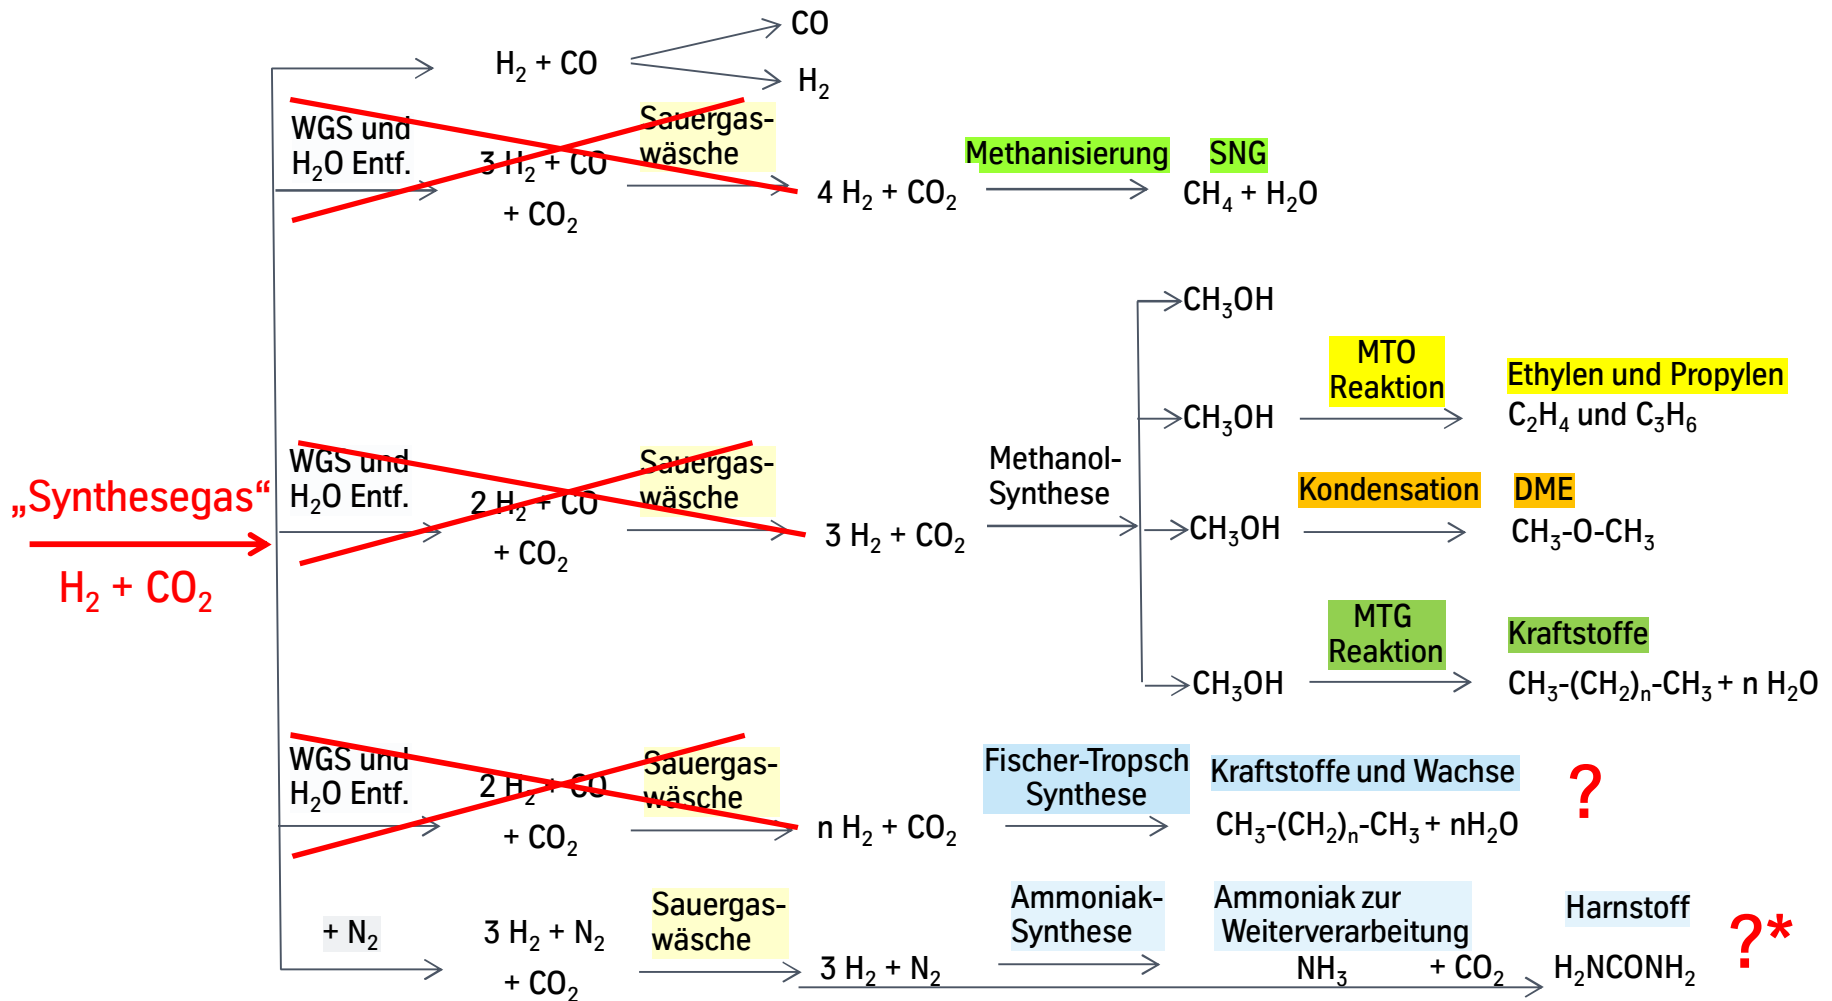 CO
H₂ + CO
H₂
WGS und
H₂O Entf.
3 H₂ + CO
+ CO₂
Sauergas-
wäsche
4 H₂ + CO₂
Methanisierung
SNG
CH₄ + H₂O
„Synthesegas“
H₂ + CO₂
WGS und
H₂O Entf.
2 H₂ + CO
+ CO₂
Sauergas-
wäsche
3 H₂ + CO₂
Methanol-
Synthese
CH₃OH
CH₃OH
MTO
Reaktion
Ethylen und Propylen
C₂H₄ und C₃H₆
CH₃OH
Kondensation
DME
CH₃-O-CH₃
CH₃OH
MTG
Reaktion
Kraftstoffe
CH₃-(CH₂)ₙ-CH₃ + n H₂O
WGS und
H₂O Entf.
2 H₂ + CO
+ CO₂
Sauergas-
wäsche
n H₂ + CO₂
Fischer-Tropsch
Synthese
Kraftstoffe und Wachse
CH₃-(CH₂)ₙ-CH₃ + nH₂O
?
+ N₂
3 H₂ + N₂
+ CO₂
Sauergas-
wäsche
3 H₂ + N₂
Ammoniak-
Synthese
Ammoniak zur
Weiterverarbeitung
NH₃
+ CO₂
Harnstoff
H₂NCONH₂
?*